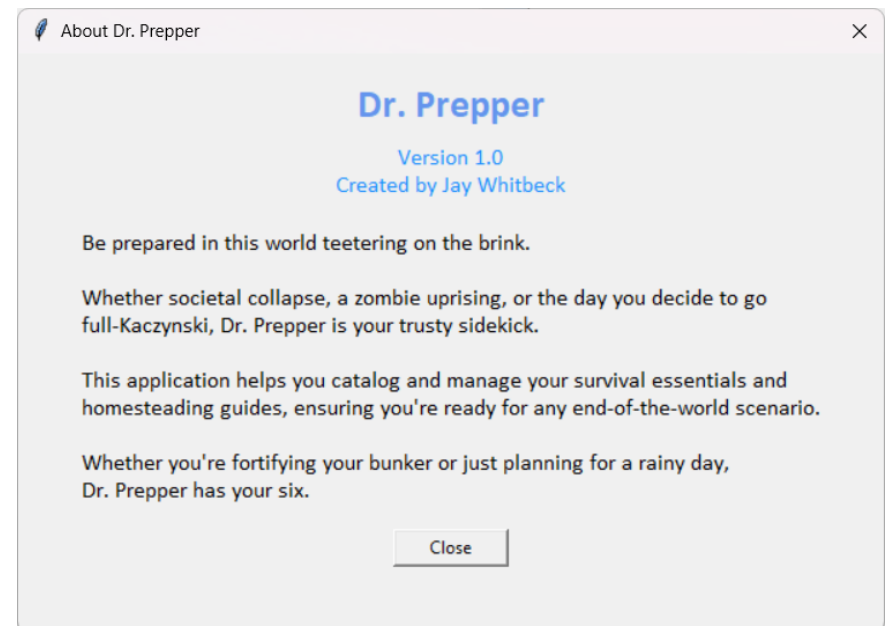 About Dr. Prepper
Dr. Prepper
Version 1.0
Created by Jay Whitbeck
Be prepared in this world teetering on the brink.
Whether societal collapse, a zombie uprising, or the day you decide to go
full-Kaczynski, Dr. Prepper is your trusty sidekick.
This application helps you catalog and manage your survival essentials and
homesteading guides, ensuring you're ready for any end-of-the-world scenario.
Whether you're fortifying your bunker or just planning for a rainy day,
Dr. Prepper has your six.
Close